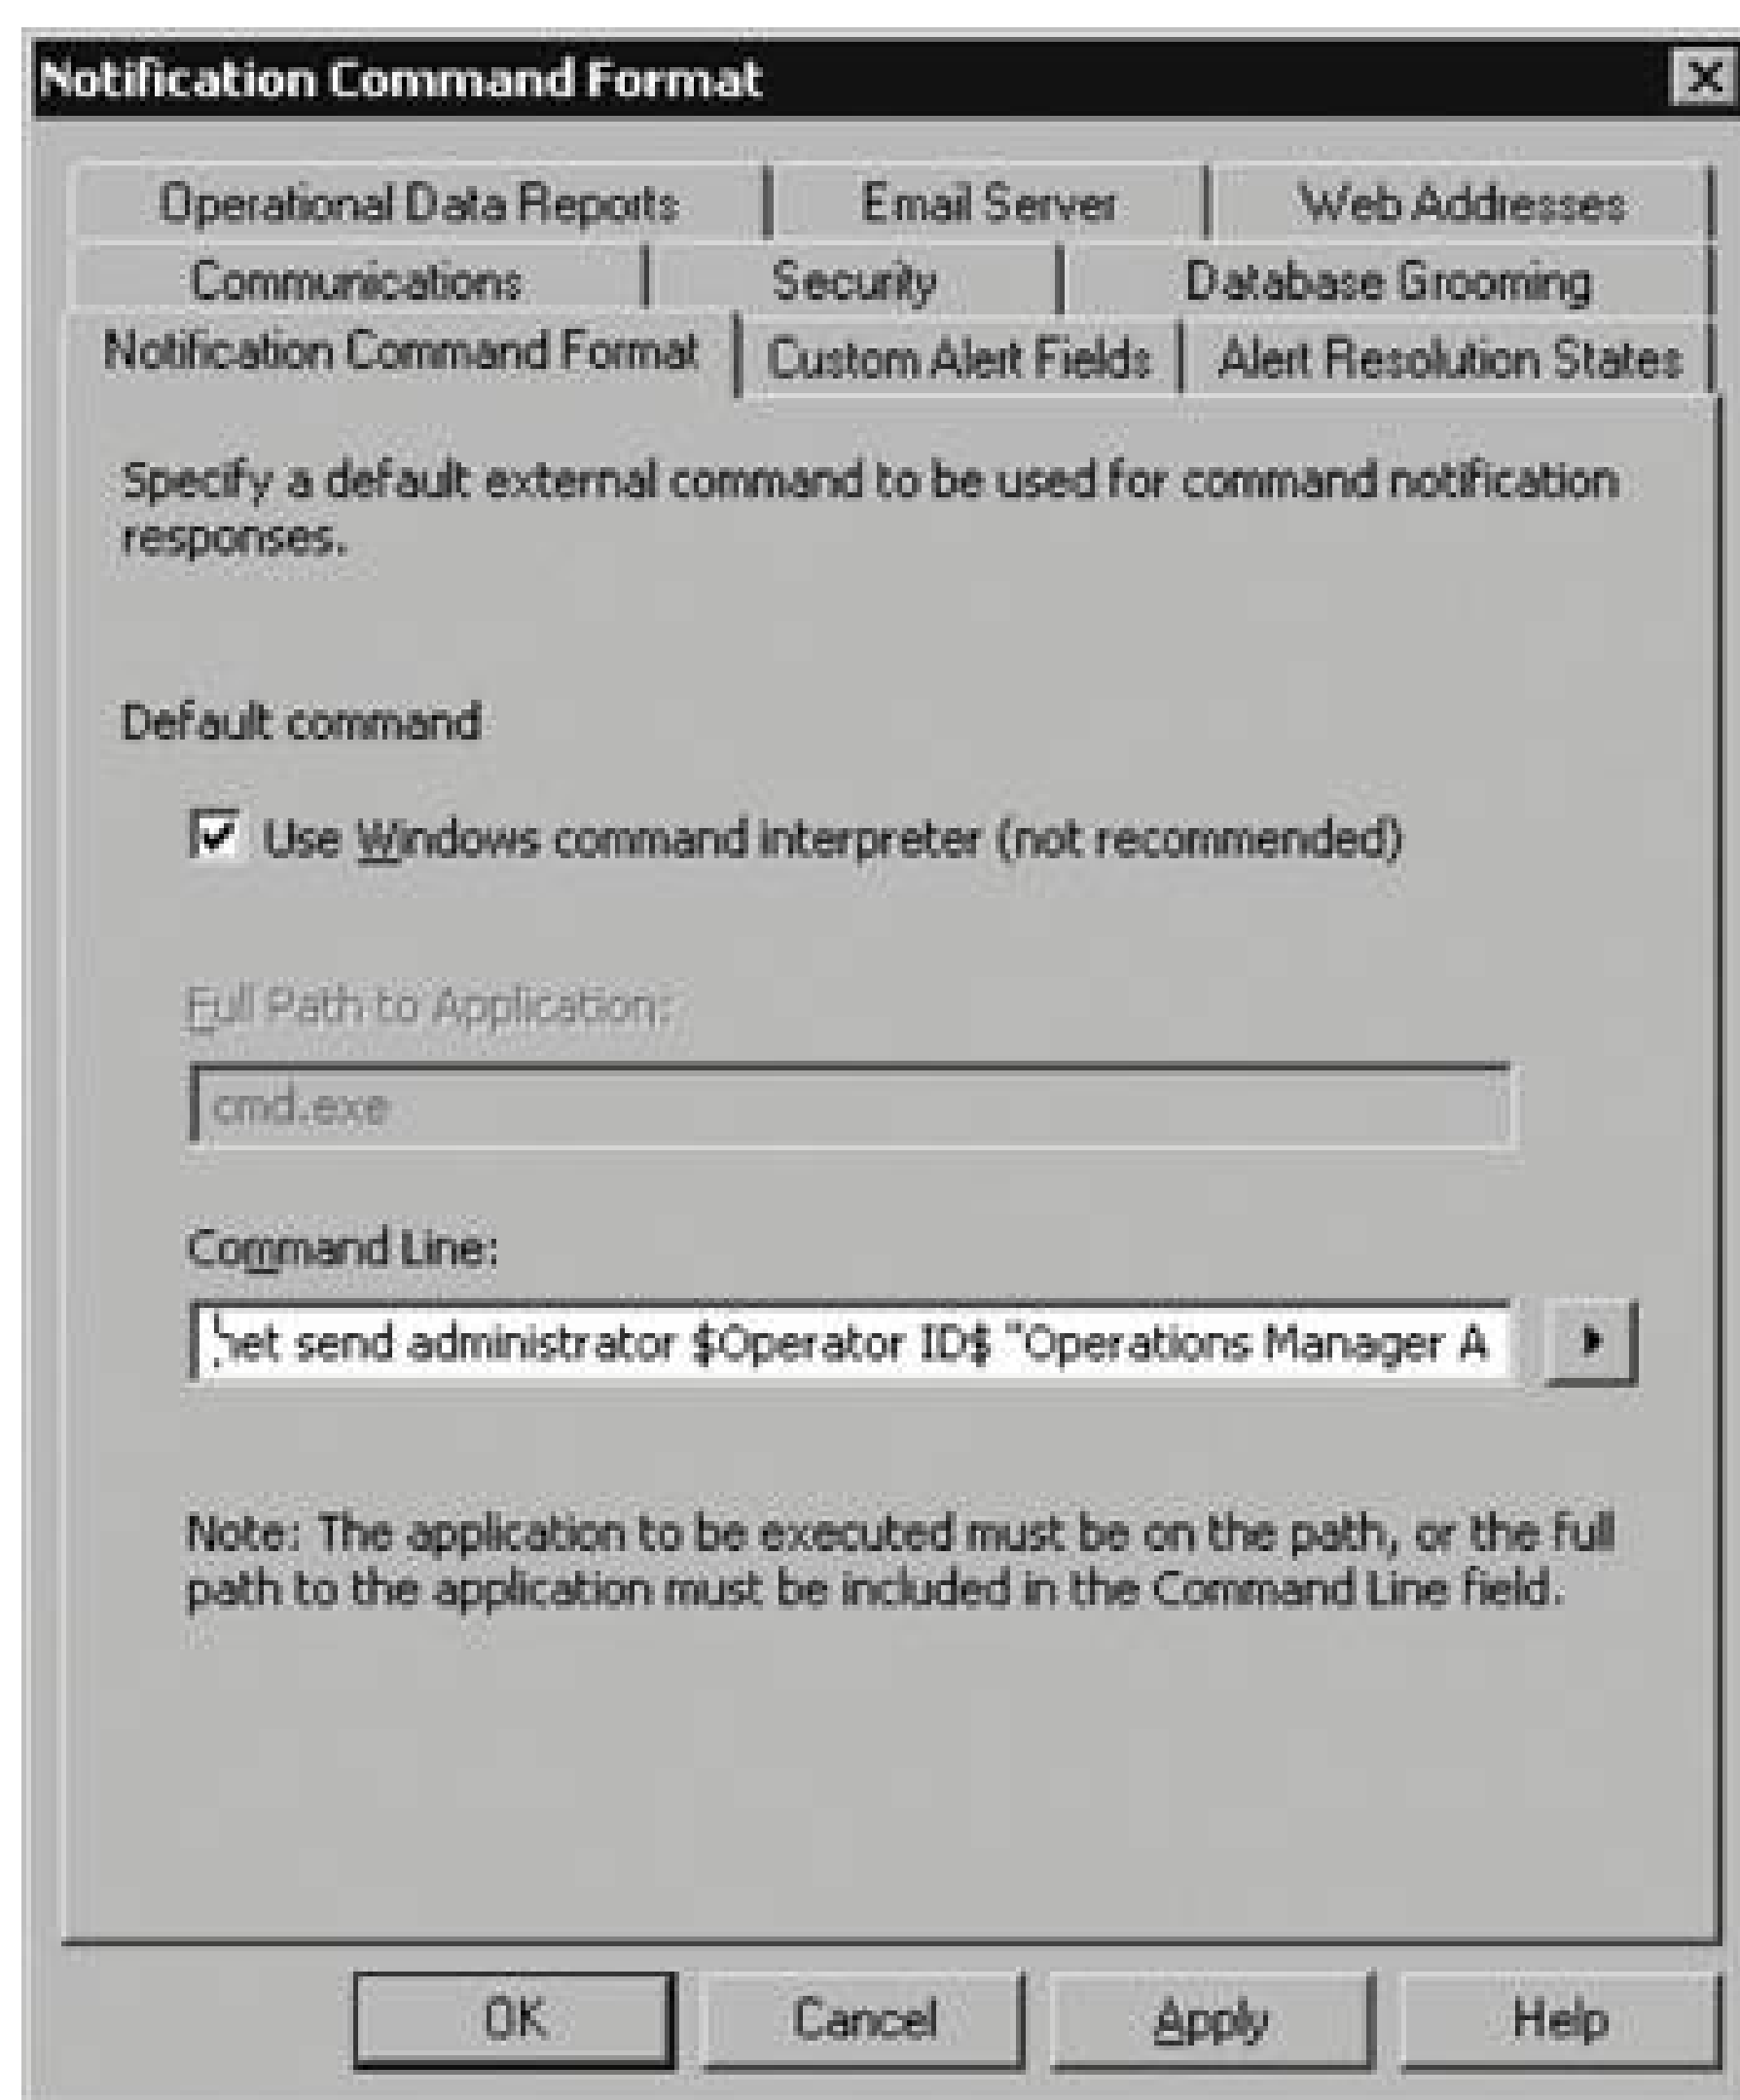 Notification Command Format
Operational Data Reports Email Server Web Addresses
Communications Security Database Grooming
Notification Command Format Custom Alert Fields Alert Resolution States
Specify a default external command to be used for command notification
responses.
Default command
Use Windows command interpreter (not recommended)
Full Path to Application:
cmd.exe
Command Line:
net send administrator $Operator ID$ "Operations Manager A
Note: The application to be executed must be on the path, or the full
path to the application must be included in the Command Line field.
OK Cancel Apply Help